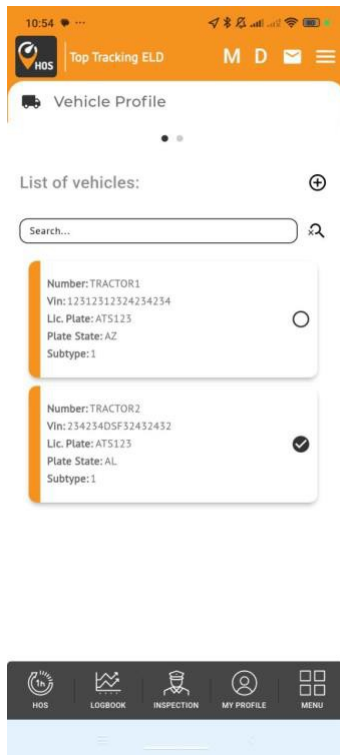 10:54
HOS
Top Tracking ELD
M D
Vehicle Profile
List of vehicles:
Search...
Number: TRACTOR1
Vin: 12312312324234234
Lic. Plate: ATS123
Plate State: AZ
Subtype: 1
Number: TRACTOR2
Vin: 234234DSF32432432
Lic. Plate: ATS123
Plate State: AL
Subtype: 1
1h
HOS LOGBOOK INSPECTION MY PROFILE MENU